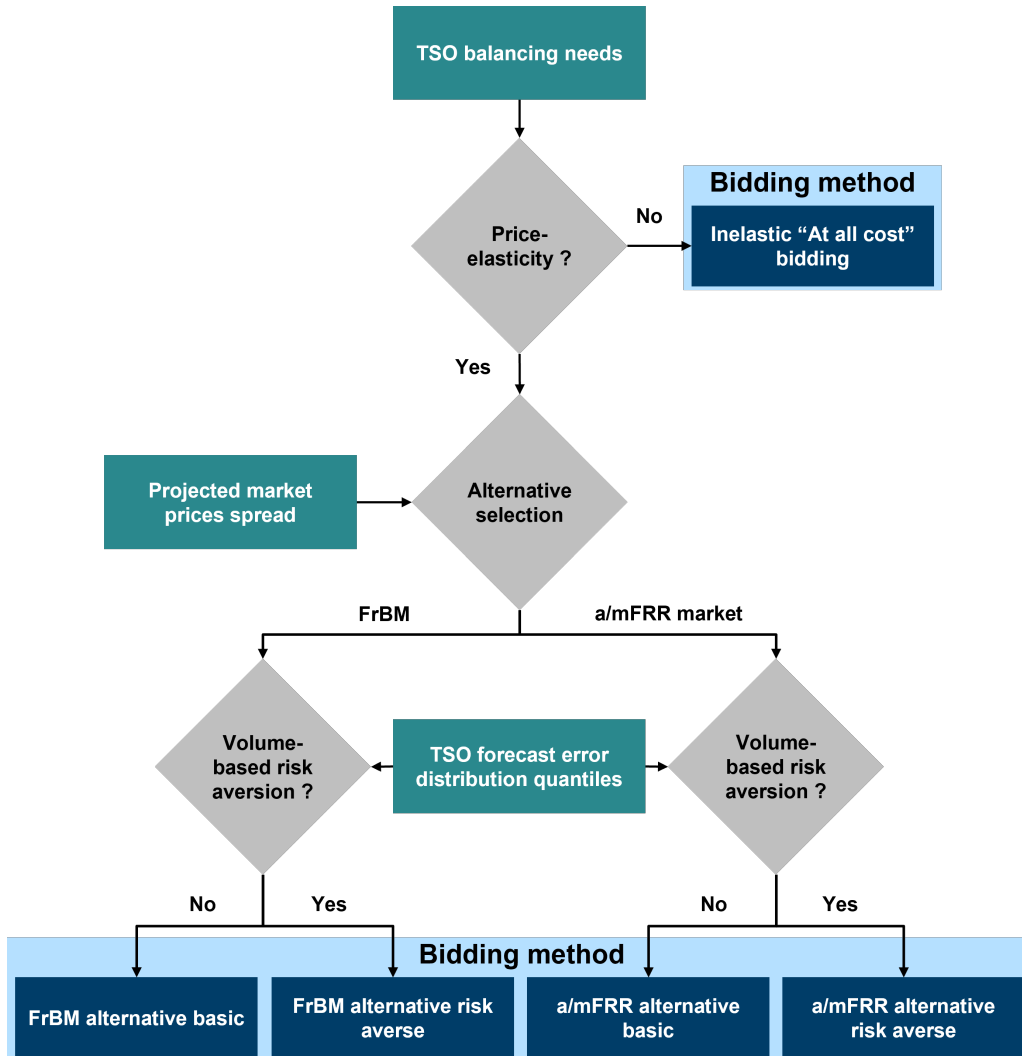 TSO balancing needs
Bidding method
Price-
elasticity ?
No
Inelastic “At all cost”
bidding
Yes
Projected market
prices spread
Alternative
selection
FrBM
a/mFRR market
Volume-
based risk
aversion ?
TSO forecast error
distribution quantiles
Volume-
based risk
aversion ?
No
Yes
No
Yes
Bidding method
FrBM alternative basic
FrBM alternative risk
averse
a/mFRR alternative
basic
a/mFRR alternative
risk averse